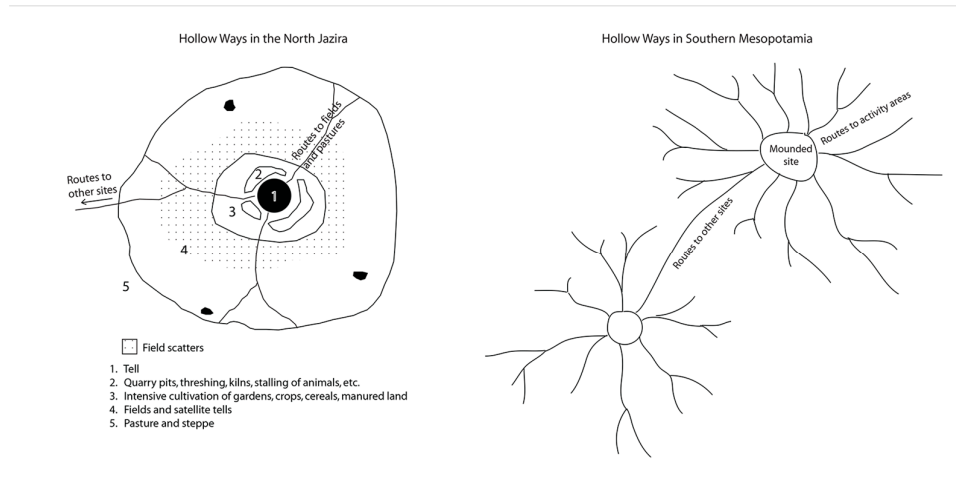 Hollow Ways in the North Jazira
Routes to fields
and pastures
Routes to
other sites
2
1
3
4
5
Field scatters
1. Tell
2. Quarry pits, threshing, kilns, stalling of animals, etc.
3. Intensive cultivation of gardens, crops, cereals, manured land
4. Fields and satellite tells
5. Pasture and steppe
Hollow Ways in Southern Mesopotamia
Routes to activity areas
Mounded
site
Routes to other sites